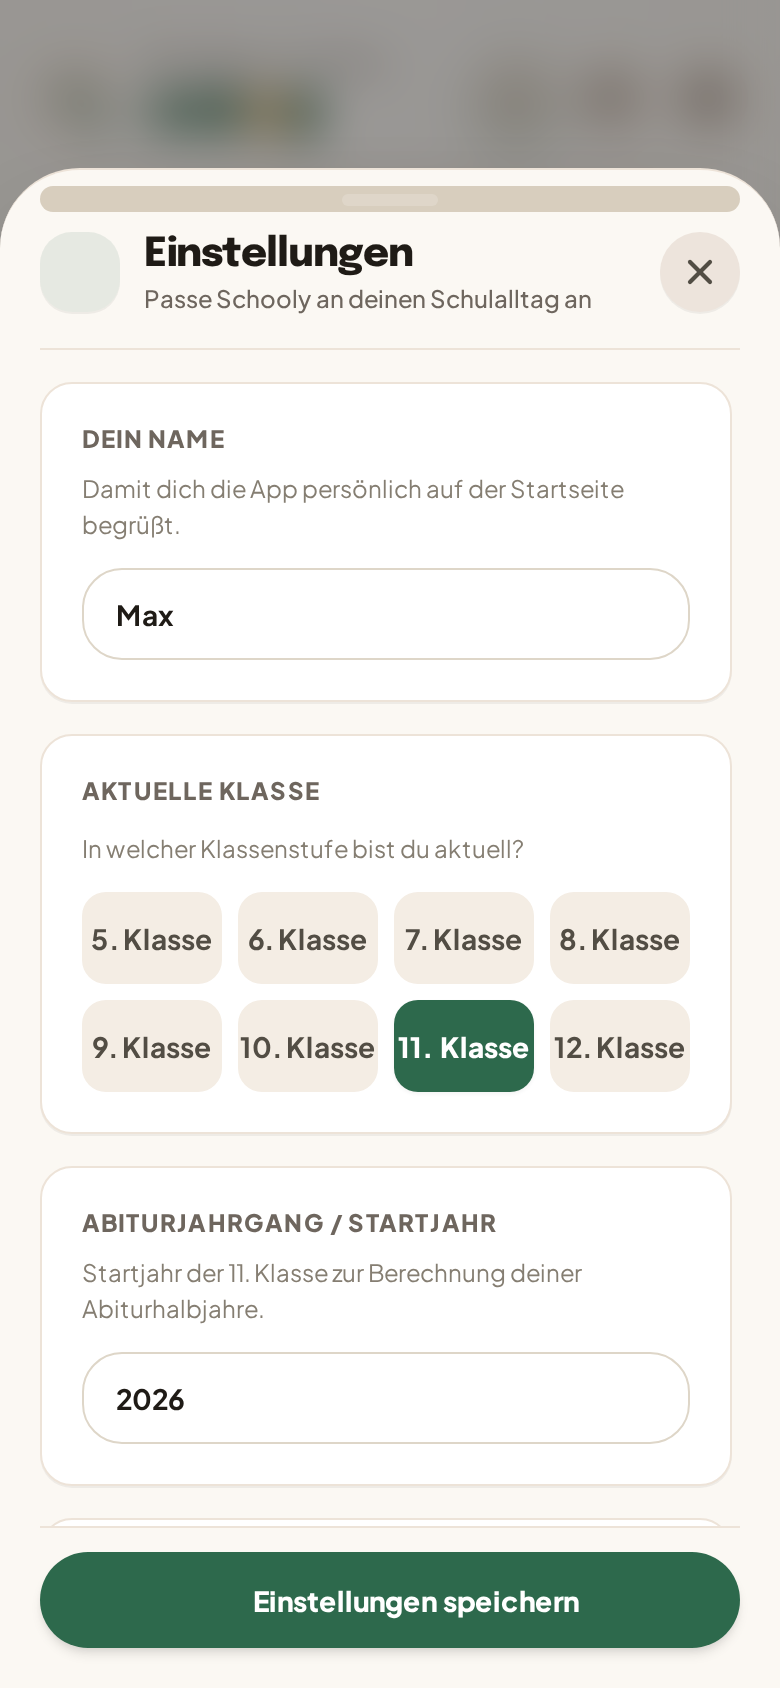 Einstellungen
Passe Schooly an deinen Schulalltag an
DEIN NAME
Damit dich die App persönlich auf der Startseite
begrüßt.
Max
AKTUELLE KLASSE
In welcher Klassenstufe bist du aktuell?
5. Klasse 6. Klasse 7. Klasse 8. Klasse
9. Klasse 10. Klasse 11. Klasse 12. Klasse
ABITURJAHRGANG / STARTJAHR
Startjahr der 11. Klasse zur Berechnung deiner
Abiturhalbjahre.
2026
Einstellungen speichern